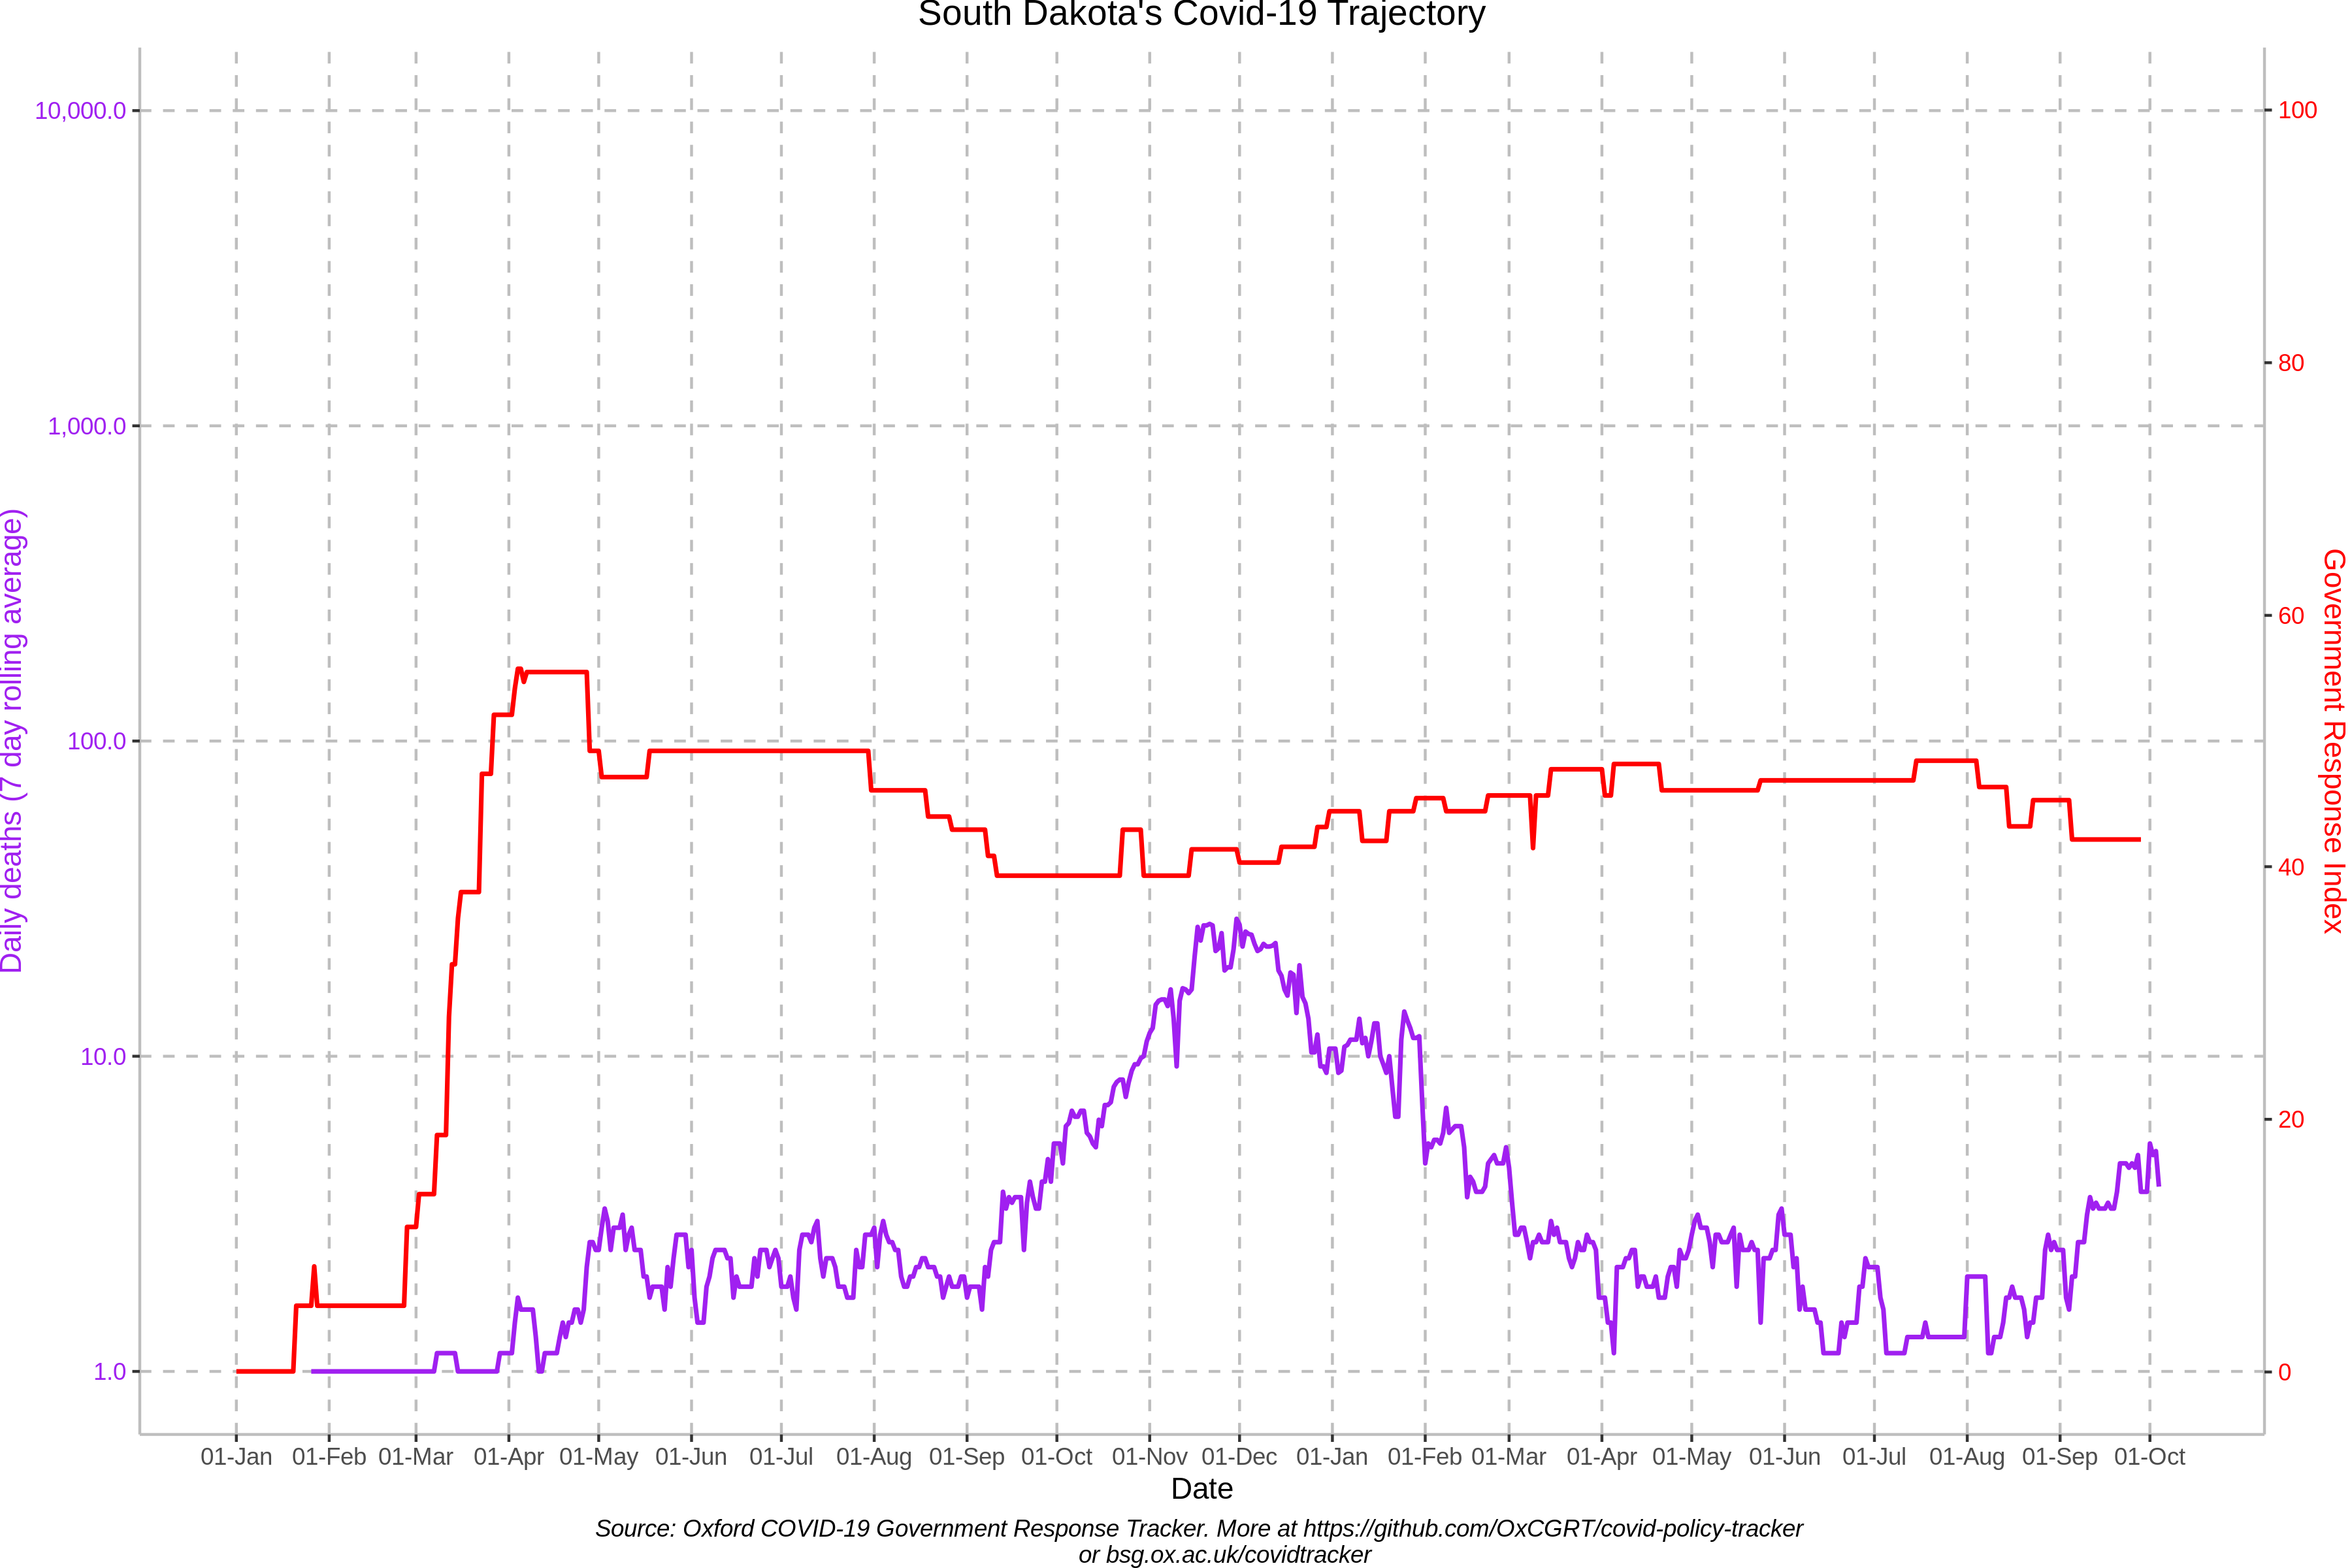 South Dakota's Covid-19 Trajectory
10,000.0
1,000.0
100.0
10.0
1.0
Daily deaths (7 day rolling average)
100
80
60
40
20
0
Government Response Index
01-Jan 01-Feb 01-Mar 01-Apr 01-May 01-Jun 01-Jul 01-Aug 01-Sep 01-Oct 01-Nov 01-Dec 01-Jan 01-Feb 01-Mar 01-Apr 01-May 01-Jun 01-Jul 01-Aug 01-Sep 01-Oct
Date
Source: Oxford COVID-19 Government Response Tracker. More at https://github.com/OxCGRT/covid-policy-tracker
or bsg.ox.ac.uk/covidtracker